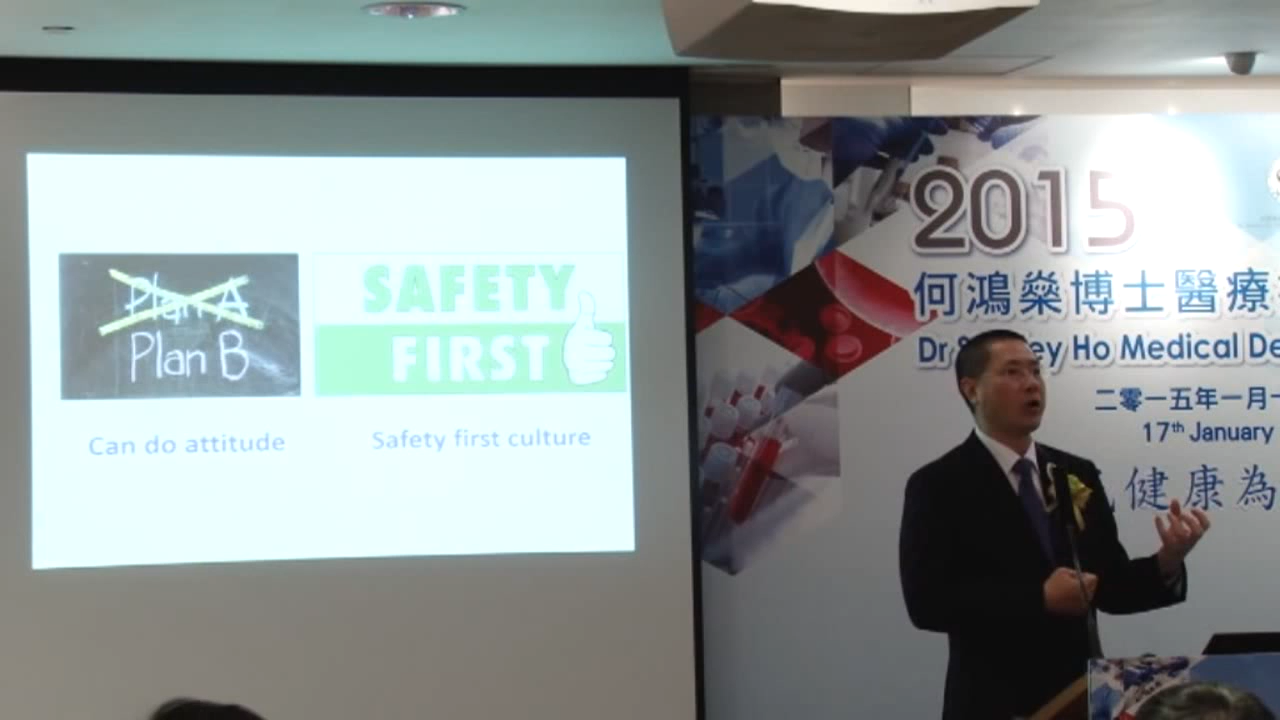 Plan A
Plan B
SAFETY
FIRST
Can do attitude
Safety first culture
2015
何鴻燊博士醫療
Dr Ho Medical De
二零一五年一月
17th January
健康為